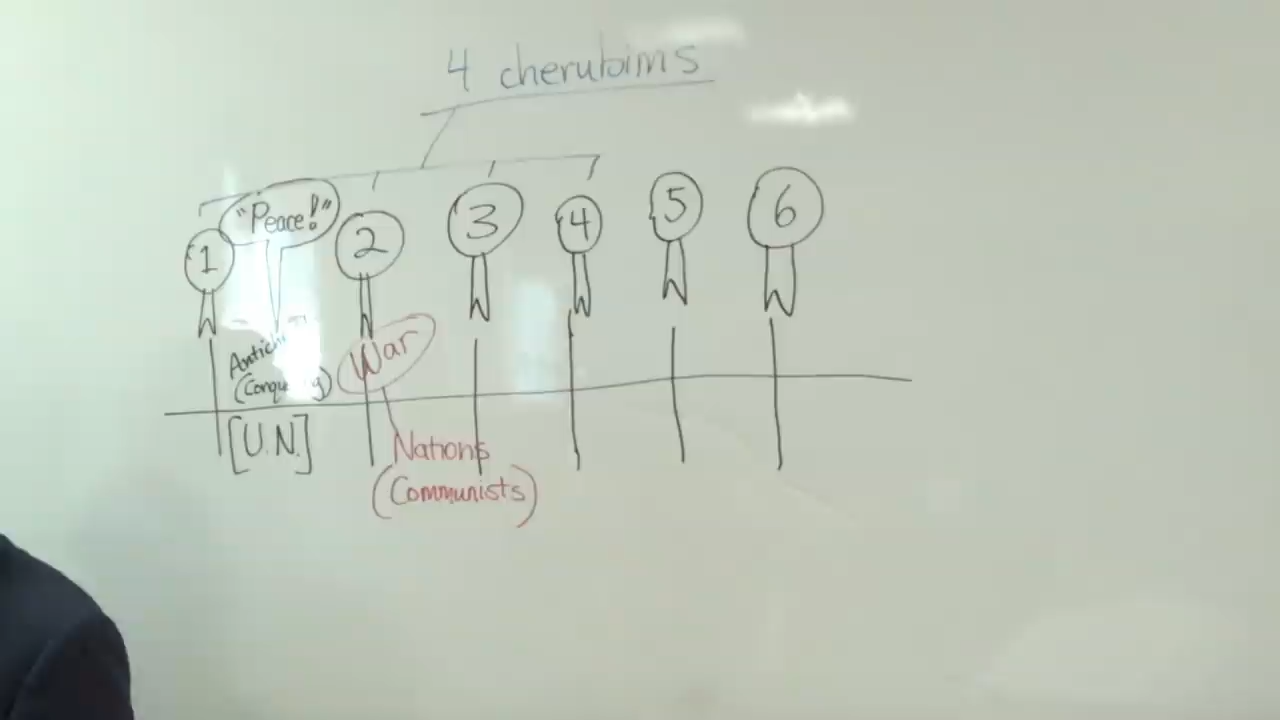 4 cherubims
1
"Peace!"
2
3
4
5
6
War
[U.N.]
Nations
(Communists)